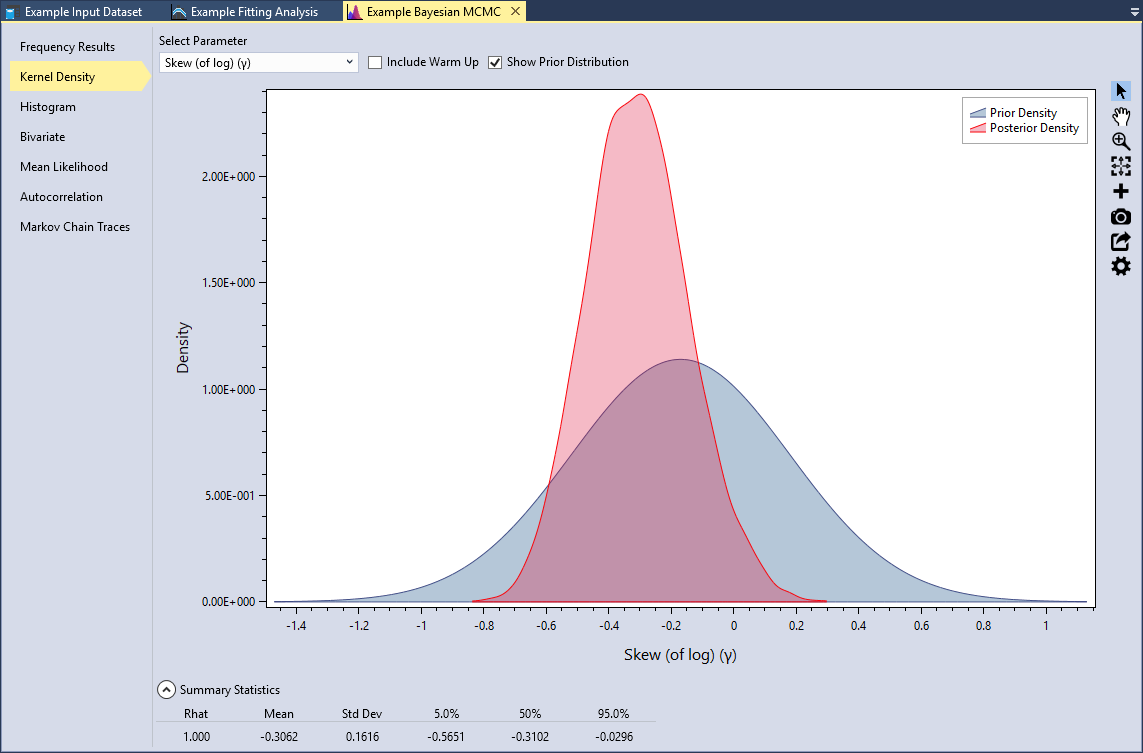 Example Input Dataset Example Fitting Analysis Example Bayesian MCMC
Select Parameter
Skew (of log) (γ) Include Warm Up Show Prior Distribution
Frequency Results
Kernel Density
Histogram
Bivariate
Mean Likelihood
Autocorrelation
Markov Chain Traces
Prior Density
Posterior Density
Density
2.00E+000
1.50E+000
1.00E+000
5.00E-001
0.00E+000
-1.4 -1.2 -1 -0.8 -0.6 -0.4 -0.2 0 0.2 0.4 0.6 0.8 1
Skew (of log) (γ)
Summary Statistics
Rhat Mean Std Dev 5.0% 50% 95.0%
1.000 -0.3062 0.1616 -0.5651 -0.3102 -0.0296